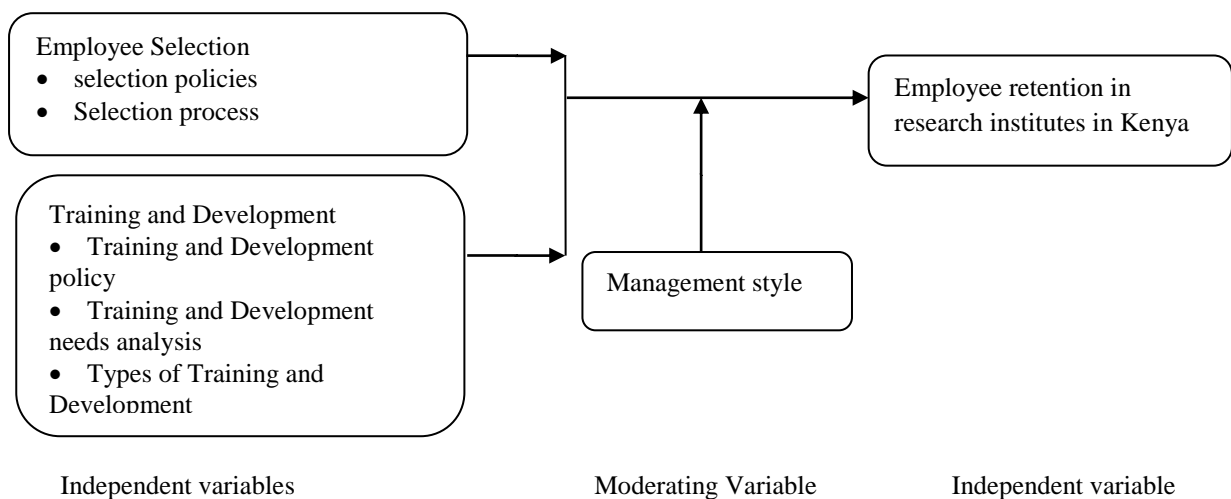 Employee Selection
• selection policies
• Selection process
Employee retention in
research institutes in Kenya
Training and Development
• Training and Development
policy
• Training and Development
needs analysis
• Types of Training and
Development
Management style
Independent variables
Moderating Variable
Independent variable